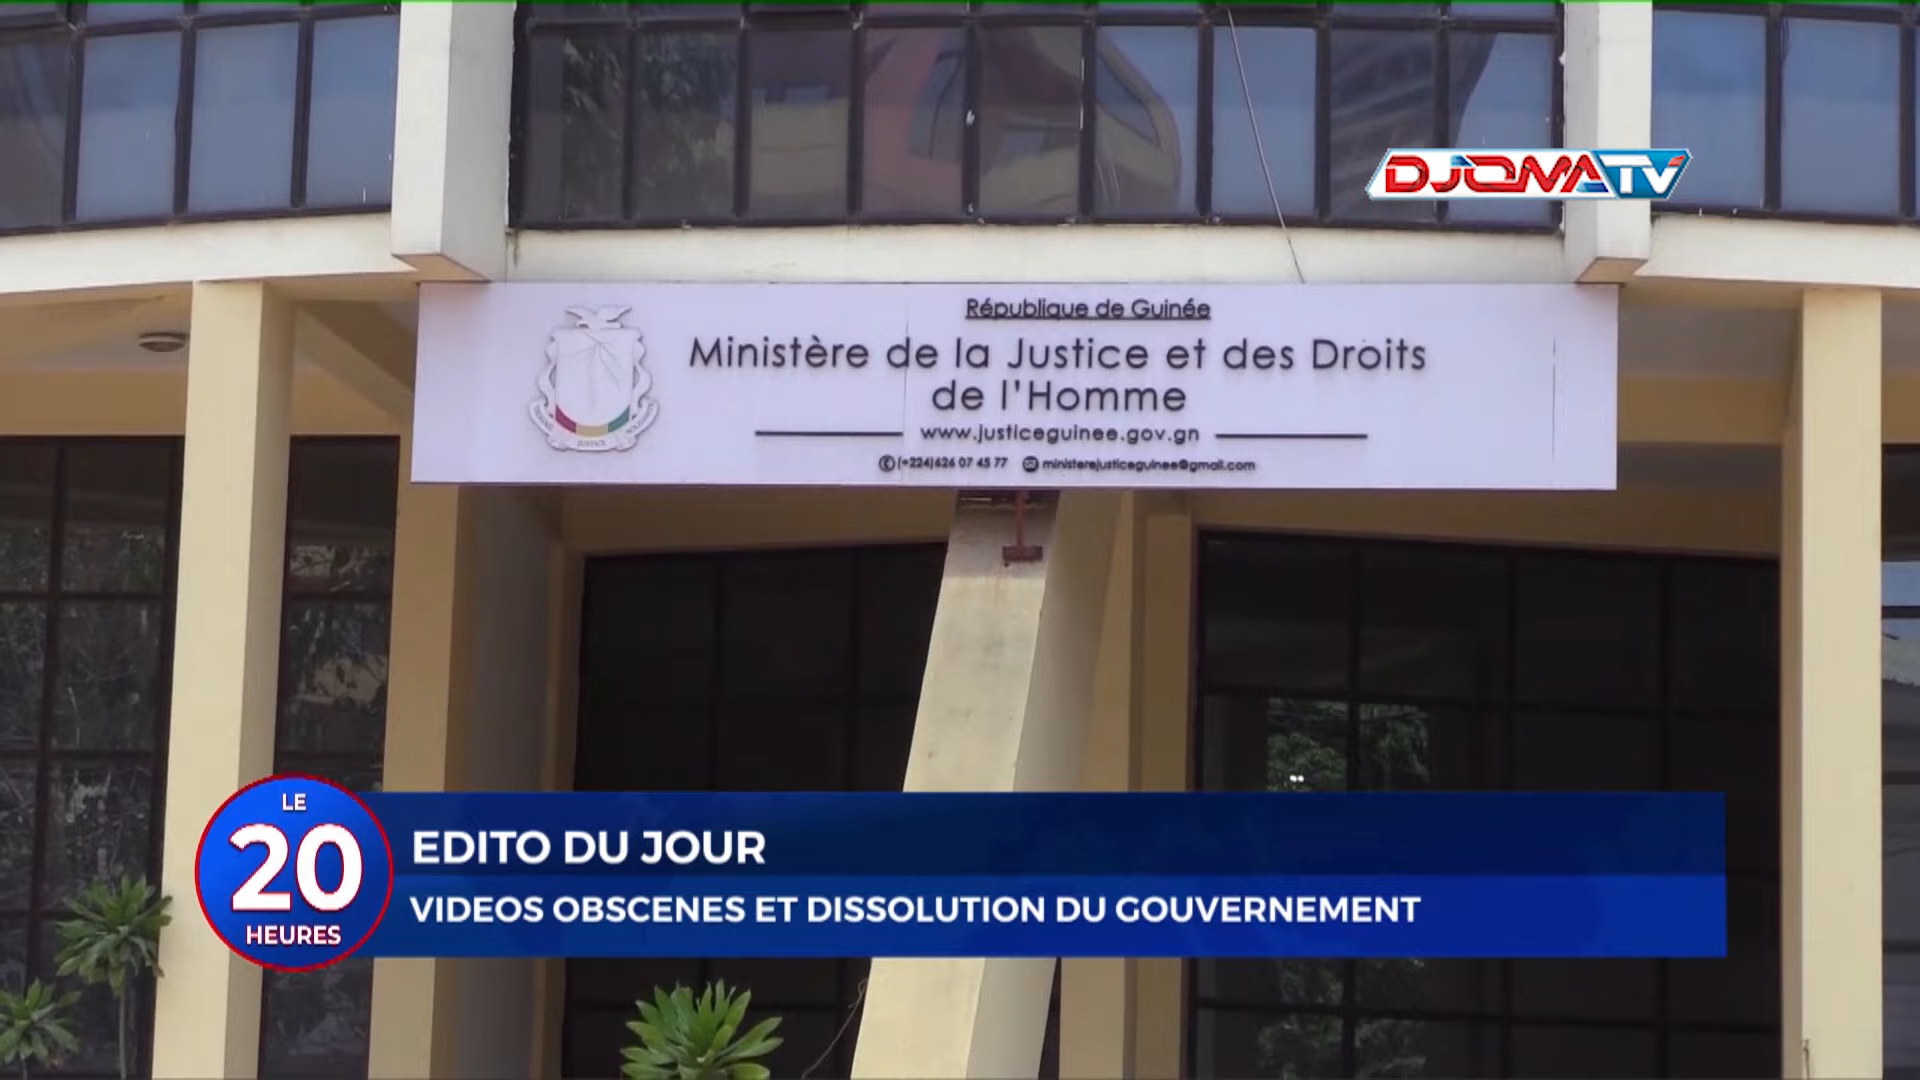 DJOMA TV
République de Guinée
Ministère de la Justice et des Droits
de l'Homme
www.justiceguinee.gov.gn
(+224)626 07 45 77 ministerejusticeguinee@gmail.com
JUSTICE
LE
20
HEURES
EDITO DU JOUR
VIDEOS OBSCENES ET DISSOLUTION DU GOUVERNEMENT